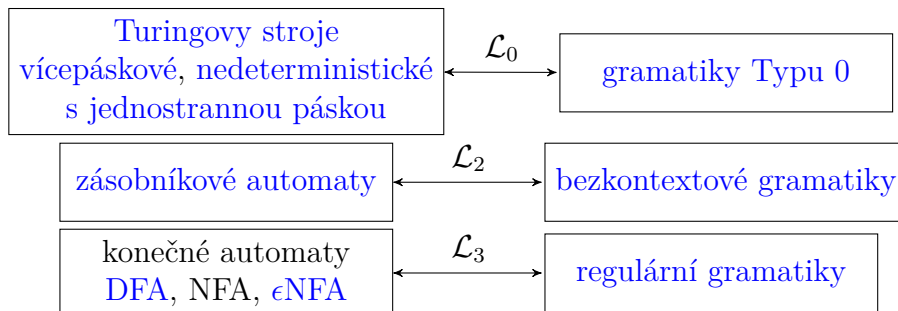 Turingovy stroje
vícepáskové, nedeterministické
s jednostrannou páskou
ℒ₀
gramatiky Typu 0
zásobníkové automaty
ℒ₂
bezkontextové gramatiky
konečné automaty
DFA, NFA, ϵNFA
ℒ₃
regulární gramatiky